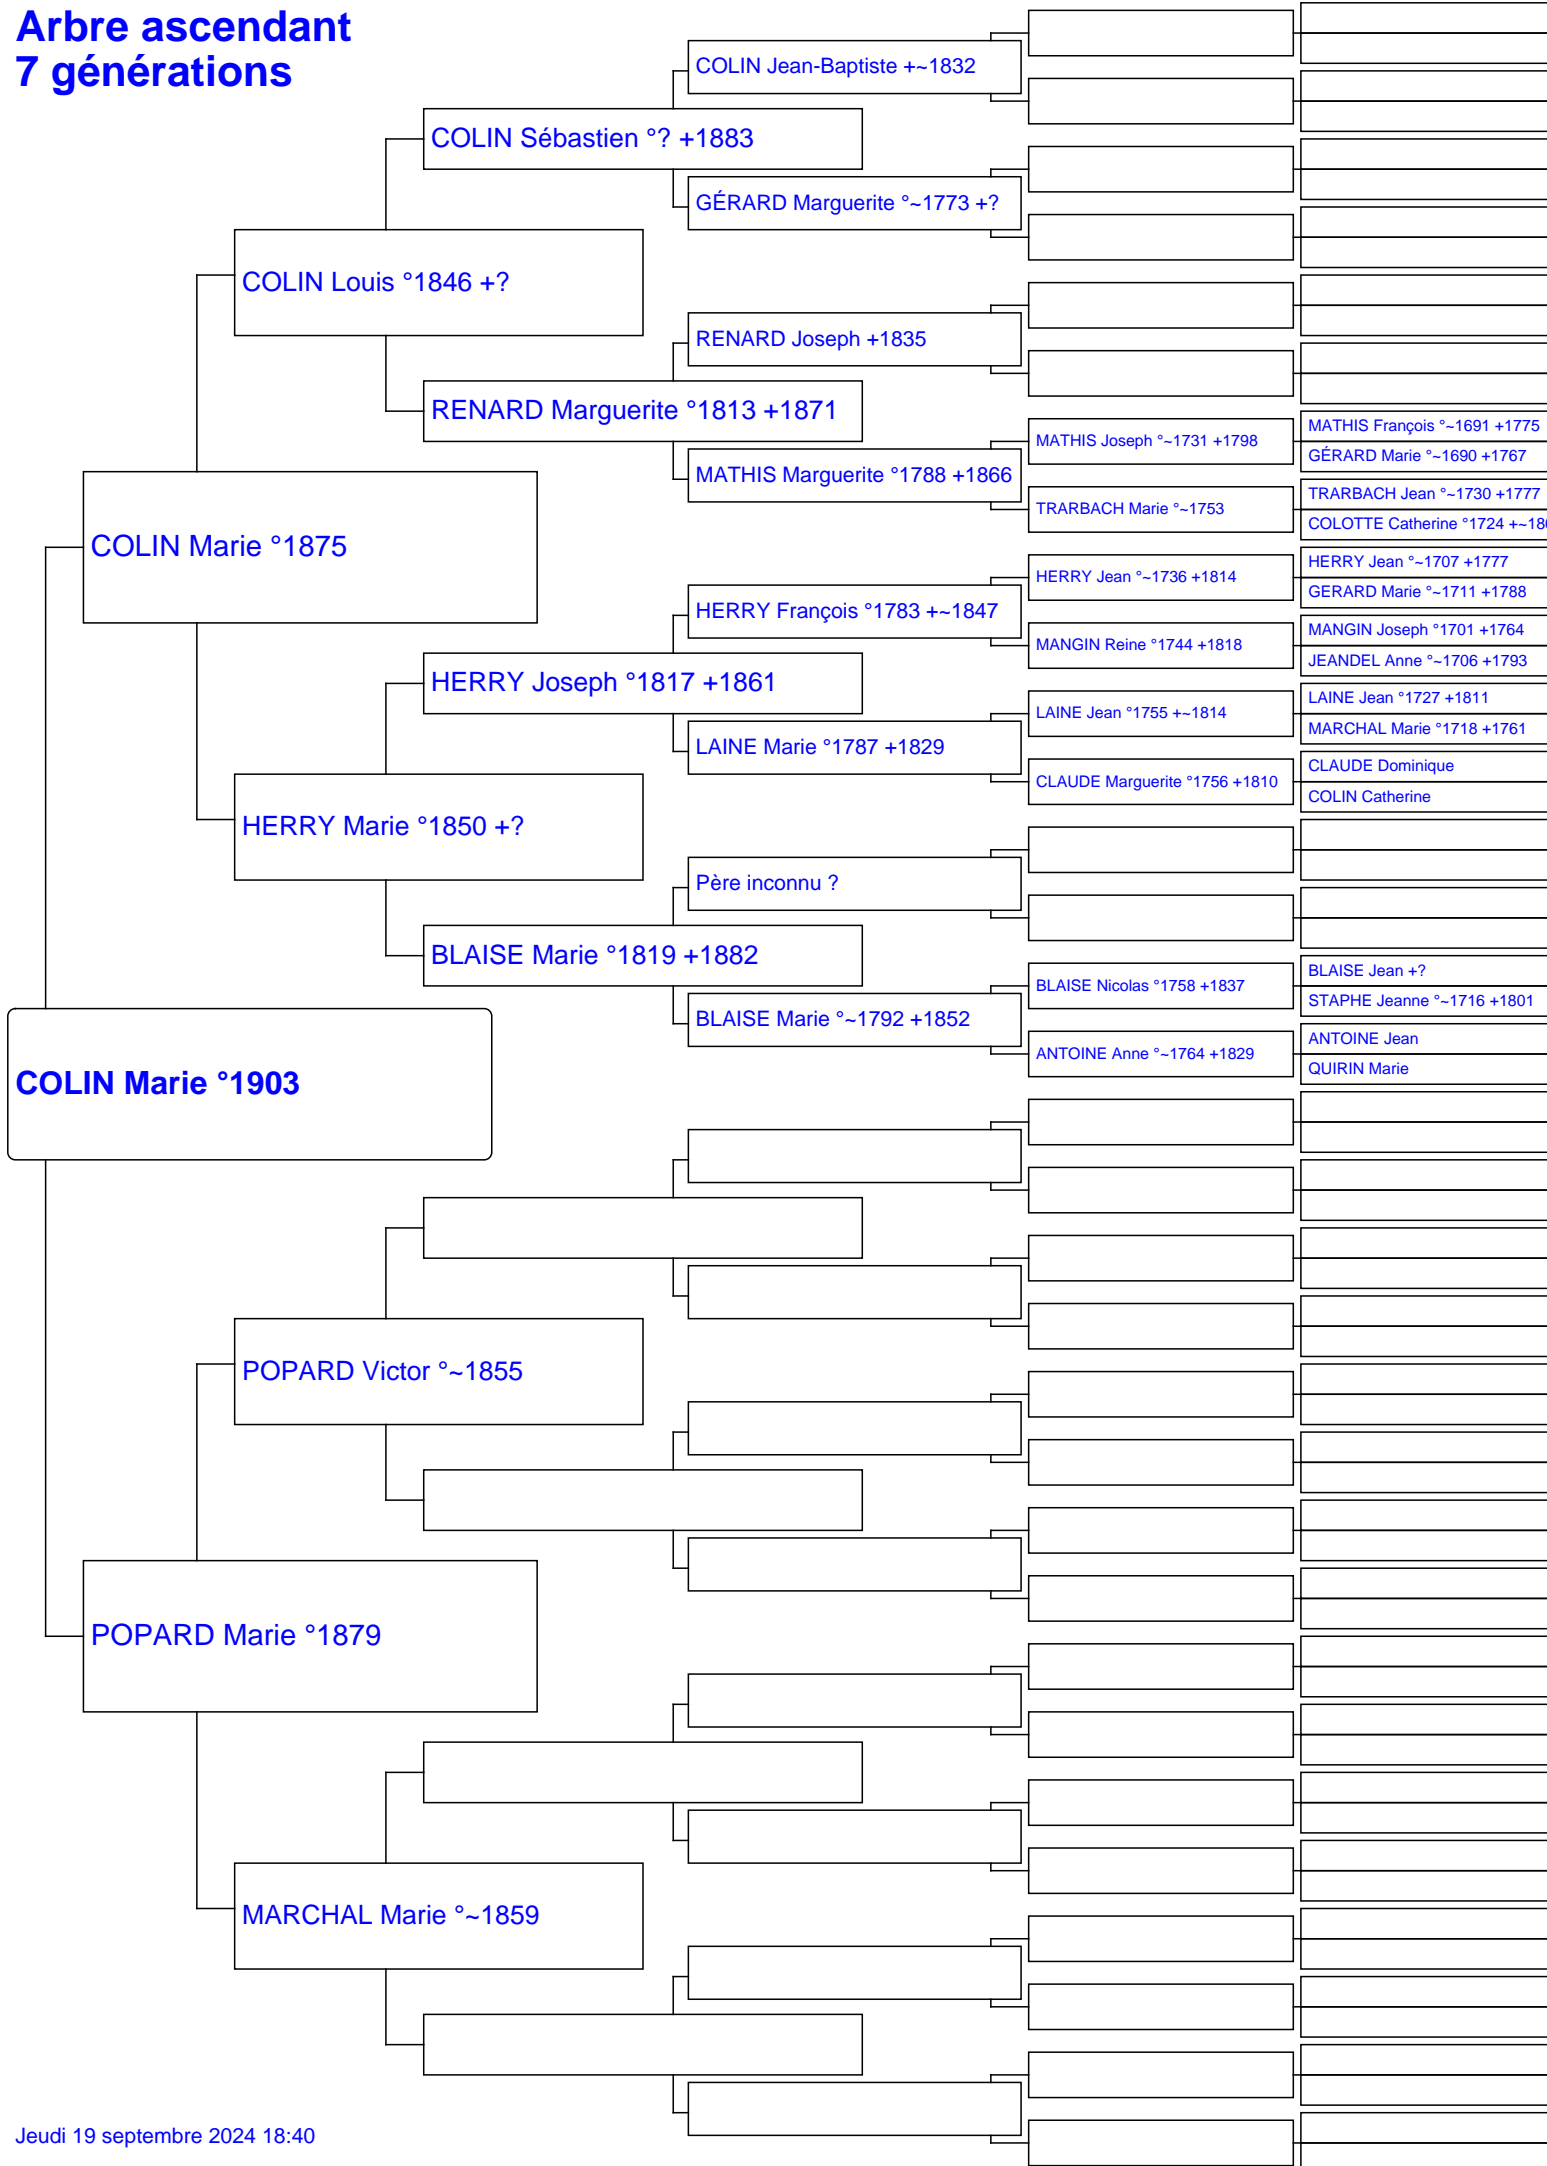 Arbre ascendant
7 générations
COLIN Jean-Baptiste +~1832
COLIN Sébastien °? +1883
GÉRARD Marguerite °~1773 +?
COLIN Louis °1846 +?
RENARD Joseph +1835
RENARD Marguerite °1813 +1871
MATHIS Marguerite °1788 +1866
MATHIS Joseph °~1731 +1798
MATHIS François °~1691 +1775
GÉRARD Marie °~1690 +1767
TRARBACH Marie °~1753
TRARBACH Jean °~1730 +1777
COLOTTE Catherine °1724
COLIN Marie °1875
HERRY François °1783 +~1847
HERRY Jean °~1736 +1814
HERRY Jean °~1707 +1777
GERARD Marie °~1711 +1788
MANGIN Reine °1744 +1818
MANGIN Joseph °1701 +1764
JEANDEL Anne °~1706 +1793
HERRY Joseph °1817 +1861
LAINE Marie °1787 +1829
LAINE Jean °1755 +~1814
LAINE Jean °1727 +1811
MARCHAL Marie °1718 +1761
CLAUDE Marguerite °1756 +1810
CLAUDE Dominique
COLIN Catherine
HERRY Marie °1850 +?
Père inconnu ?
BLAISE Marie °1819 +1882
BLAISE Marie °~1792 +1852
BLAISE Nicolas °1758 +1837
BLAISE Jean +?
STAPHE Jeanne °~1716 +1801
ANTOINE Anne °~1764 +1829
ANTOINE Jean
QUIRIN Marie
COLIN Marie °1903
POPARD Victor °~1855
POPARD Marie °1879
MARCHAL Marie °~1859
Jeudi 19 septembre 2024 18:40